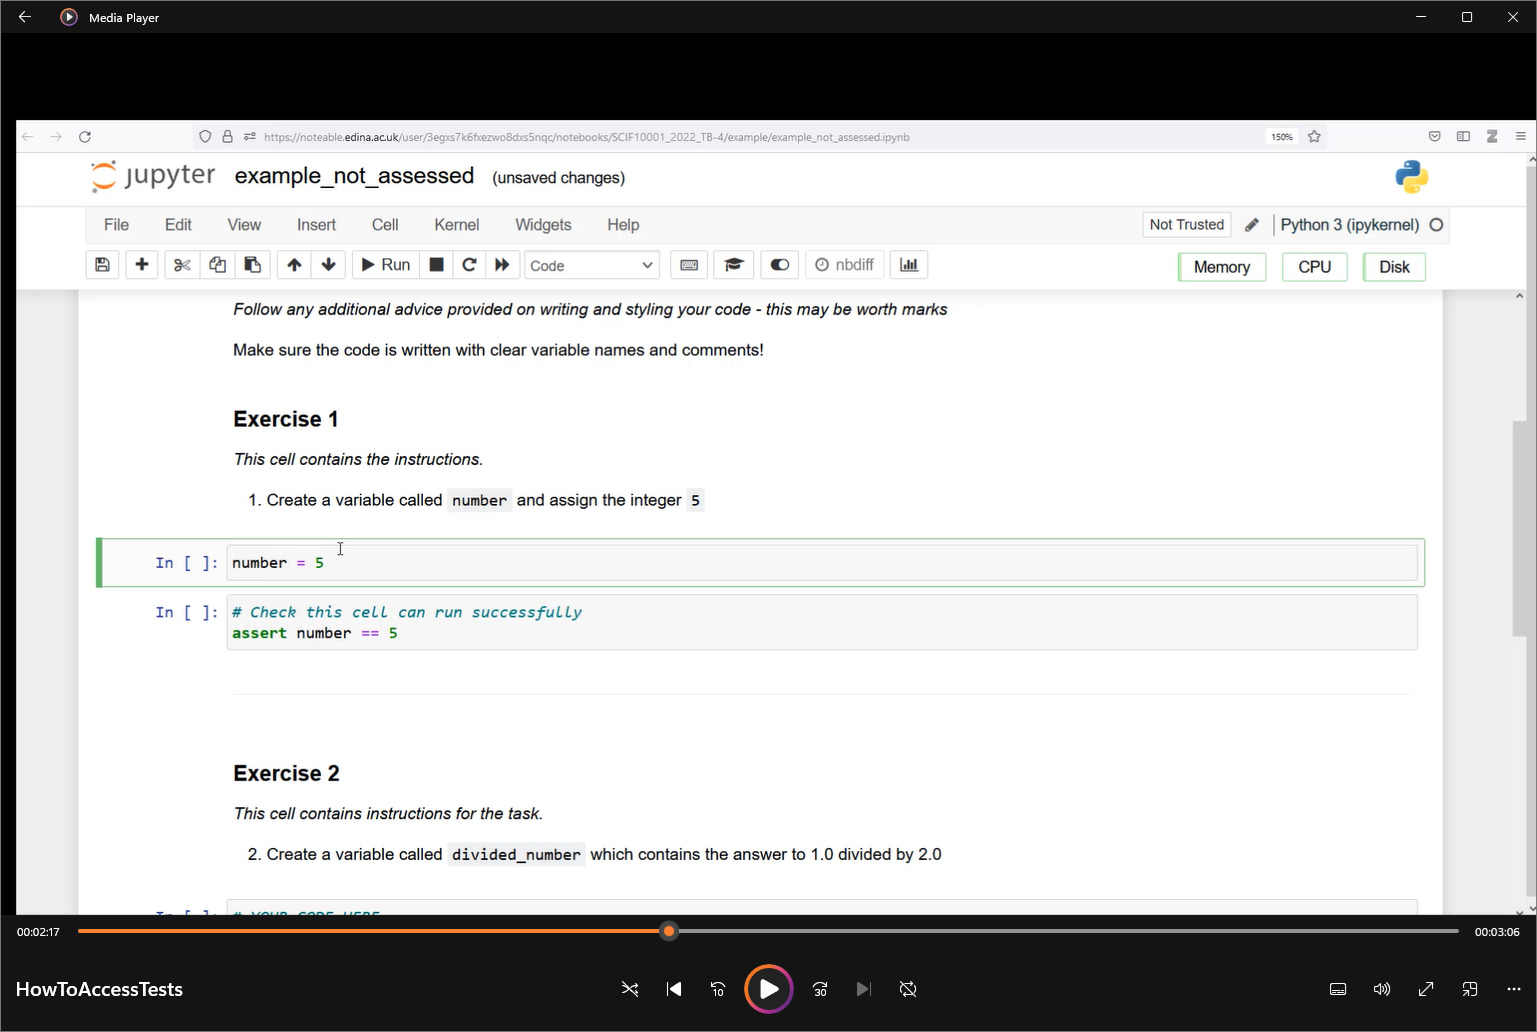 Media Player
https://noteable.edina.ac.uk/user/3egxs7k6fxezwo8dxs5nqc/notebooks/SCIF10001_2022_TB-4/example/example_not_assessed.ipynb
150%
jupyter example_not_assessed (unsaved changes)
File Edit View Insert Cell Kernel Widgets Help Not Trusted Python 3 (ipykernel)
Run Code nbdiff Memory CPU Disk
Follow any additional advice provided on writing and styling your code - this may be worth marks
Make sure the code is written with clear variable names and comments!
Exercise 1
This cell contains the instructions.
1. Create a variable called number and assign the integer 5
In [ ]: number = 5
In [ ]: # Check this cell can run successfully
assert number == 5
Exercise 2
This cell contains instructions for the task.
2. Create a variable called divided_number which contains the answer to 1.0 divided by 2.0
In [ ]: # YOUR CODE HERE
00:02:17 00:03:06
HowToAccessTests
10 30